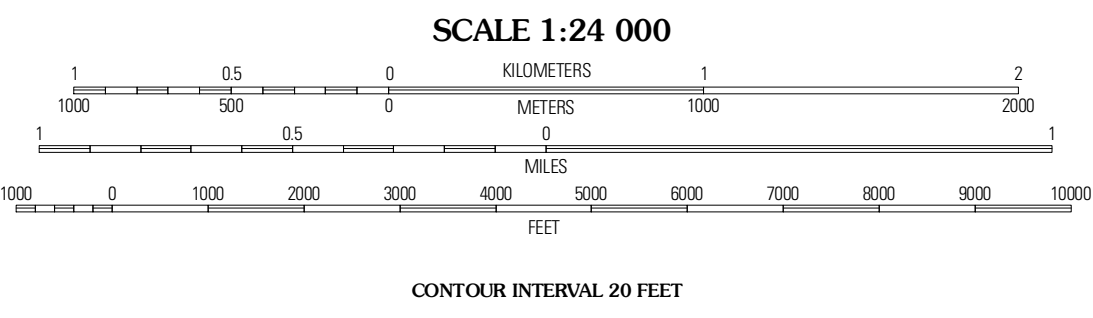 SCALE 1:24 000
1 0.5 0 KILOMETERS 1 2
1000 500 0 METERS 1000 2000
1 0.5 0 1
MILES
1000 0 1000 2000 3000 4000 5000 6000 7000 8000 9000 10000
FEET
CONTOUR INTERVAL 20 FEET